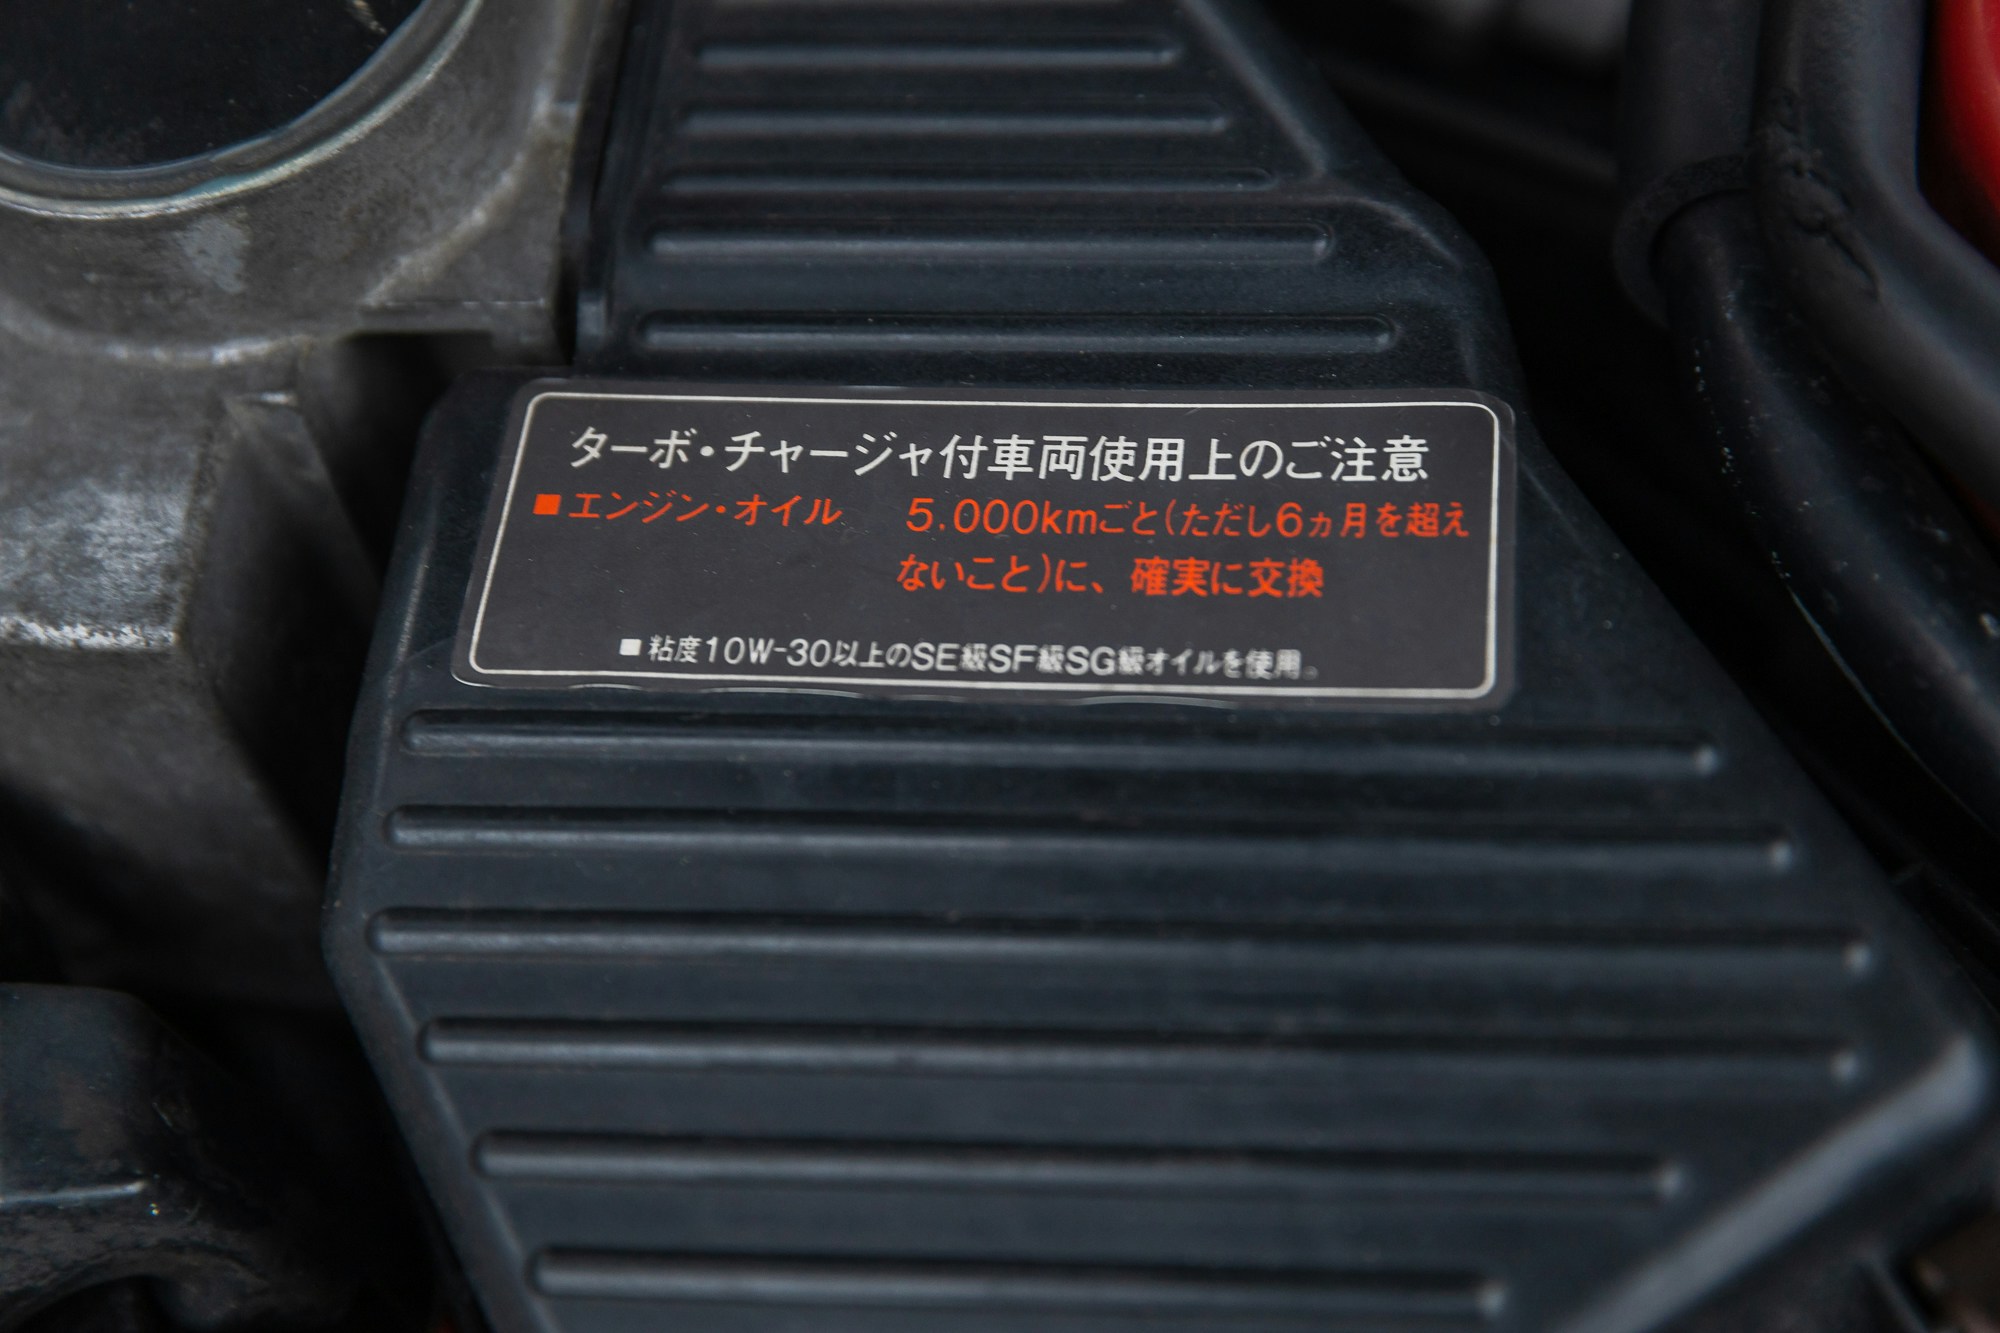 ターボ・チャージャ付車両使用上のご注意
■エンジン・オイル 5.000kmごと(ただし6ヵ月を超え
ないこと)に、確実に交換
■粘度10W-30以上のSE級SF級SG級オイルを使用。